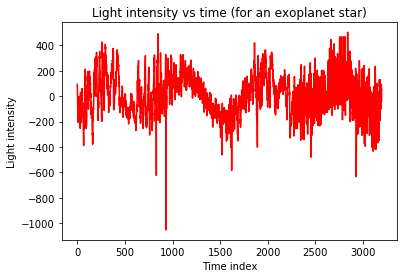 Light intensity vs time (for an exoplanet star)
Light intensity
400
200
0
−200
−400
−600
−800
−1000
0 500 1000 1500 2000 2500 3000
Time index